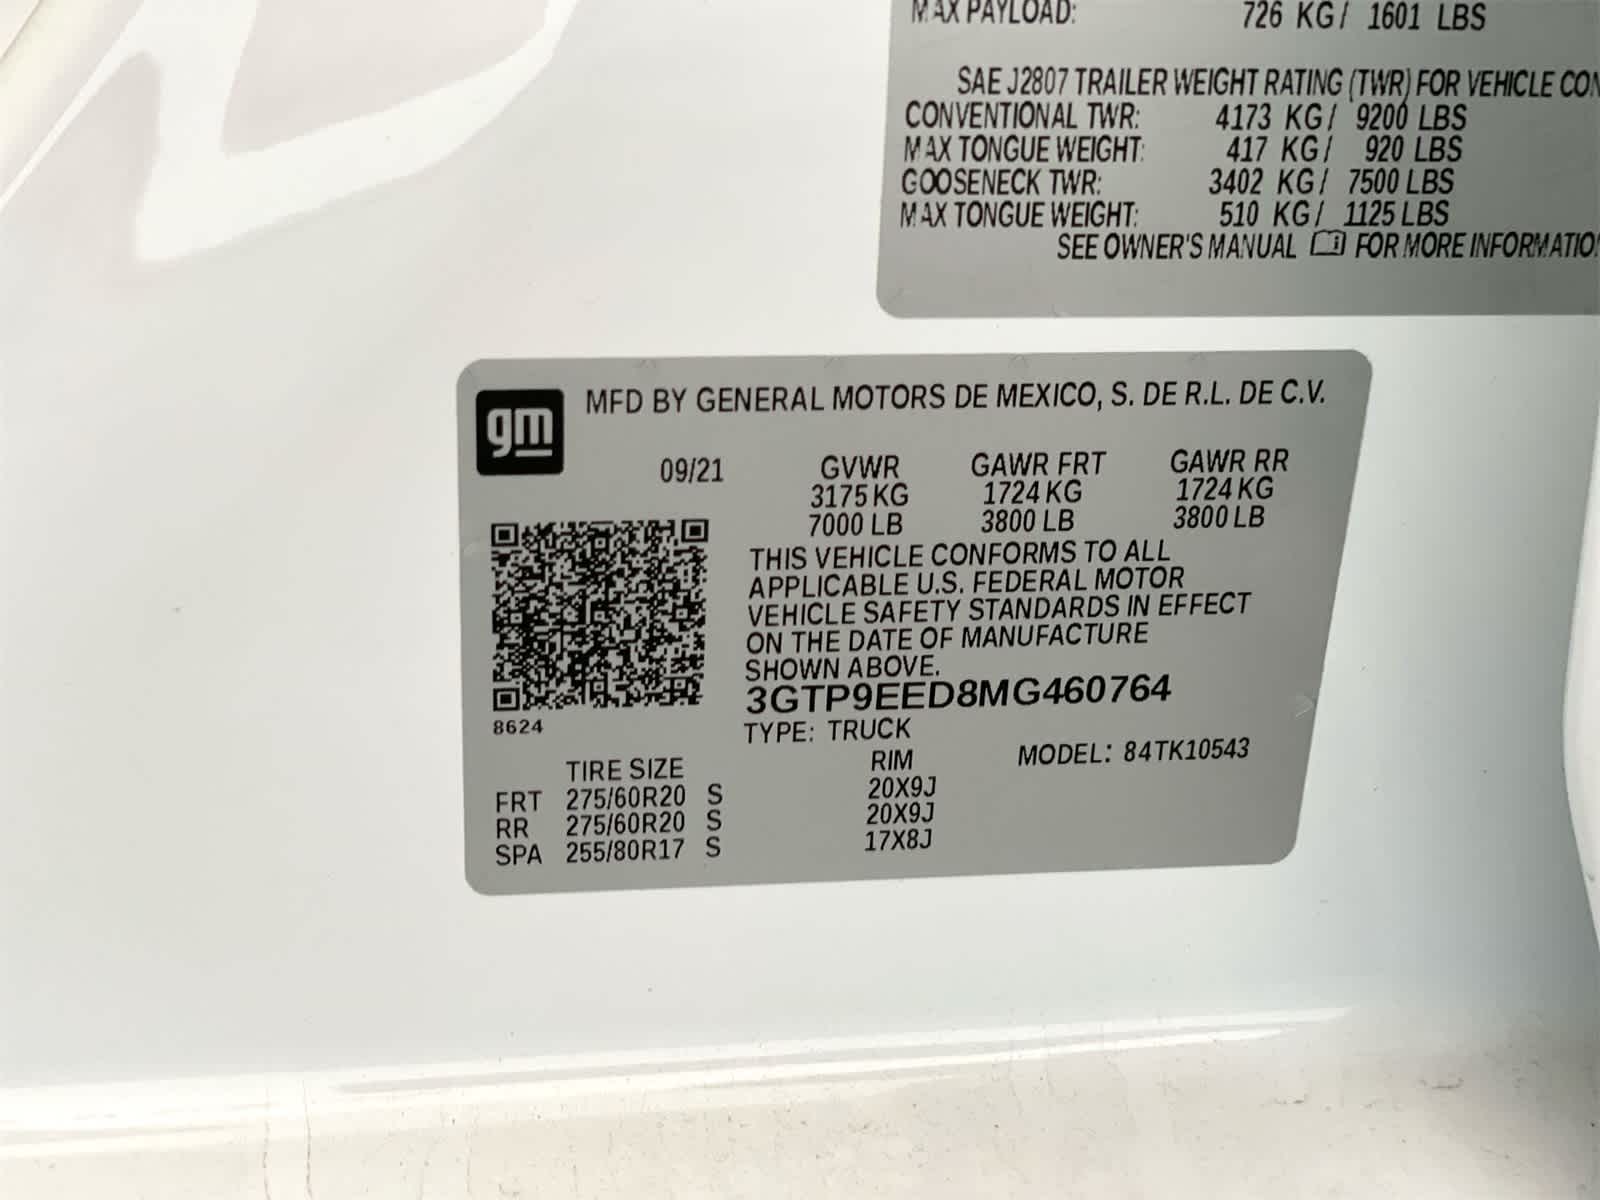 MAX PAYLOAD: 726 KG/ 1601 LBS
SAE J2807 TRAILER WEIGHT RATING (TWR) FOR VEHICLE
CONVENTIONAL TWR: 4173 KG/ 9200 LBS
MAX TONGUE WEIGHT: 417 KG/ 920 LBS
GOOSENECK TWR: 3402 KG/ 7500 LBS
MAX TONGUE WEIGHT: 510 KG/ 1125 LBS
SEE OWNER'S MANUAL FOR MORE INFORMATIO
gm
MFD BY GENERAL MOTORS DE MEXICO, S. DE R.L. DE C.V.
09/21 GVWR GAWR FRT GAWR RR
3175 KG 1724 KG 1724 KG
7000 LB 3800 LB 3800 LB
THIS VEHICLE CONFORMS TO ALL
APPLICABLE U.S. FEDERAL MOTOR
VEHICLE SAFETY STANDARDS IN EFFECT
ON THE DATE OF MANUFACTURE
SHOWN ABOVE.
3GTP9EED8MG460764
8624
TYPE: TRUCK
MODEL: 84TK10543
TIRE SIZE RIM
FRT 275/60R20 S 20X9J
RR 275/60R20 S 20X9J
SPA 255/80R17 S 17X8J